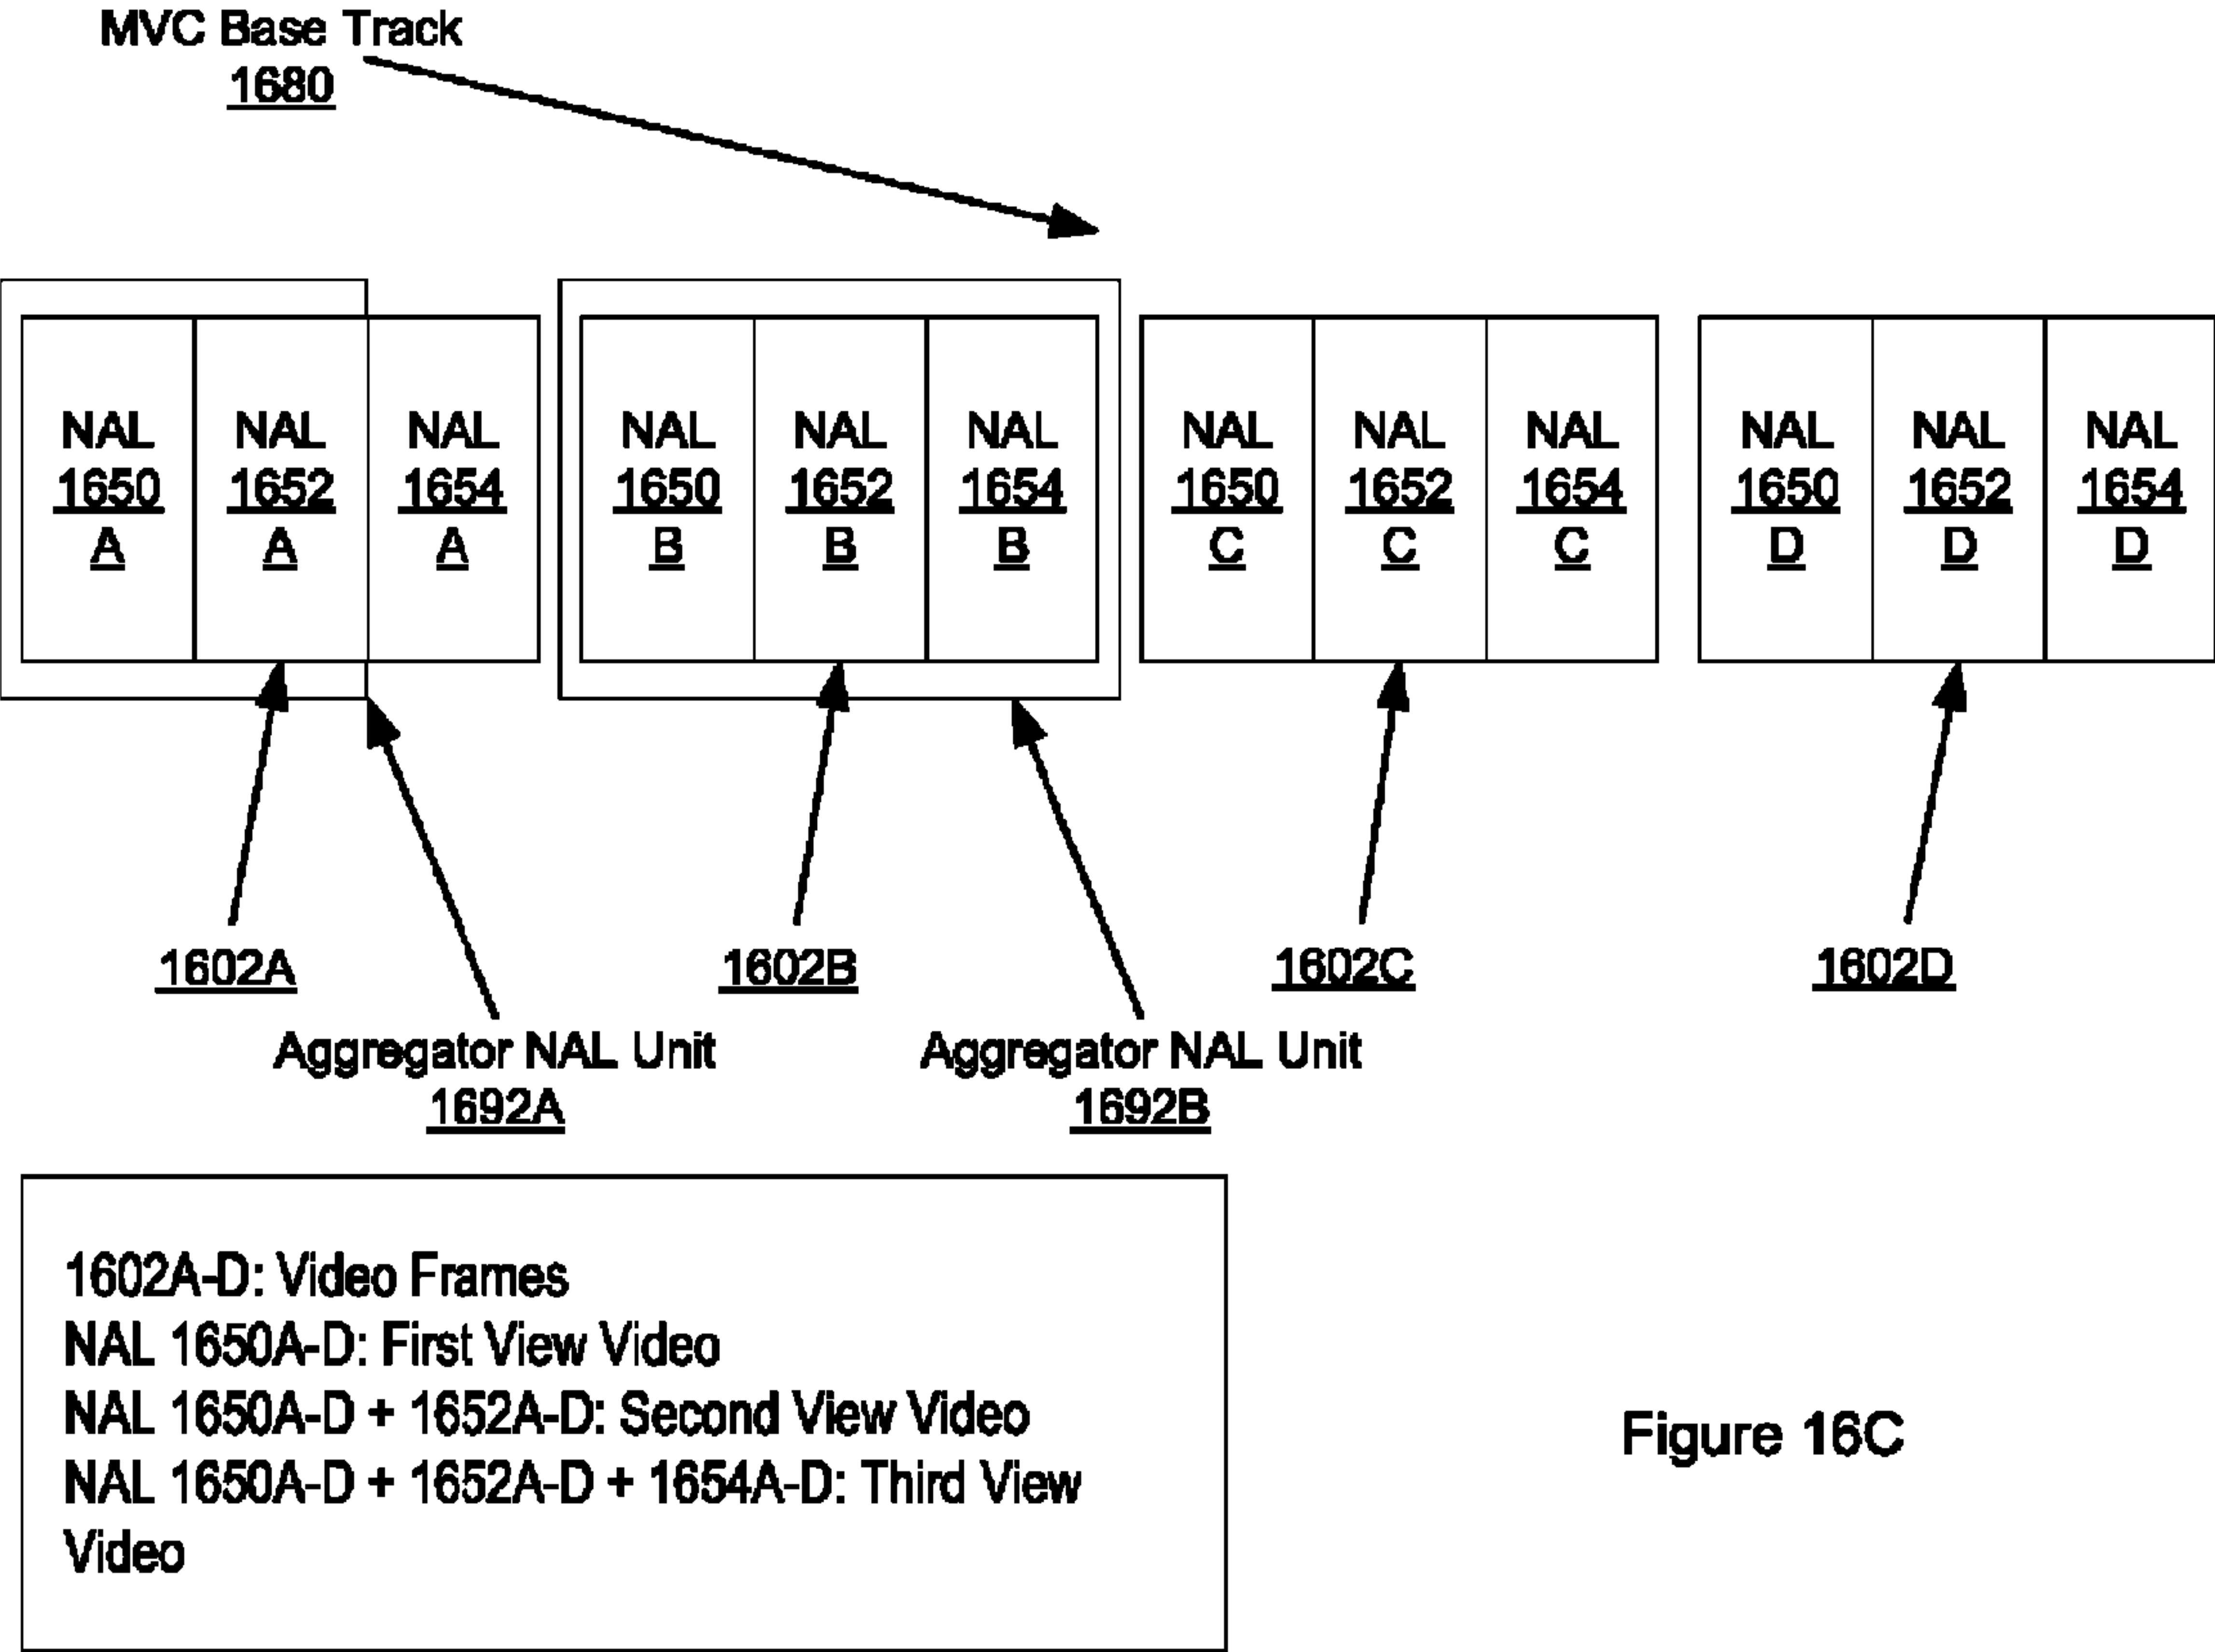 MVC Base Track
1680
NAL 1650 A
NAL 1652 A
NAL 1654 A
NAL 1650 B
NAL 1652 B
NAL 1654 B
NAL 1650 C
NAL 1652 C
NAL 1654 C
NAL 1650 D
NAL 1652 D
NAL 1654 D
1602A
1602B
1602C
1602D
Aggregator NAL Unit
1692A
Aggregator NAL Unit
1692B
1602A-D: Video Frames
NAL 1650A-D: First View Video
NAL 1650A-D + 1652A-D: Second View Video
NAL 1650A-D + 1652A-D + 1654A-D: Third View
Video
Figure 16C